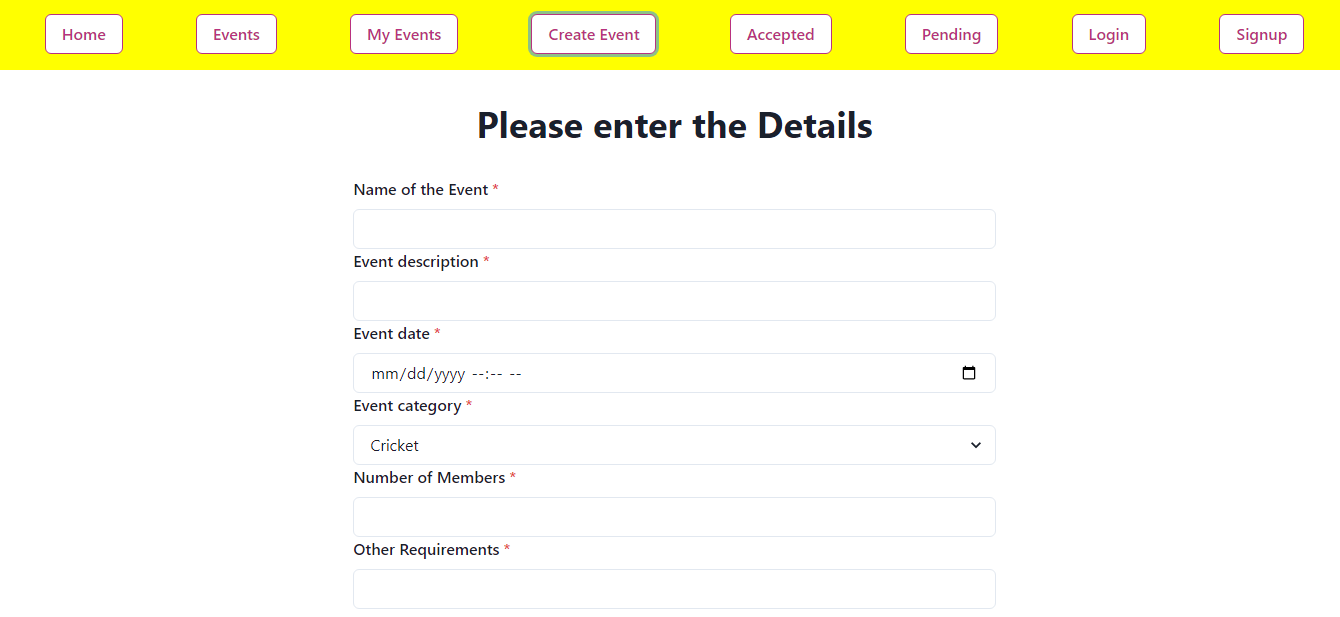 Home Events My Events Create Event Accepted Pending Login Signup
Please enter the Details
Name of the Event *
Event description *
Event date *
mm/dd/yyyy --:-- --
Event category *
Cricket
Number of Members *
Other Requirements *